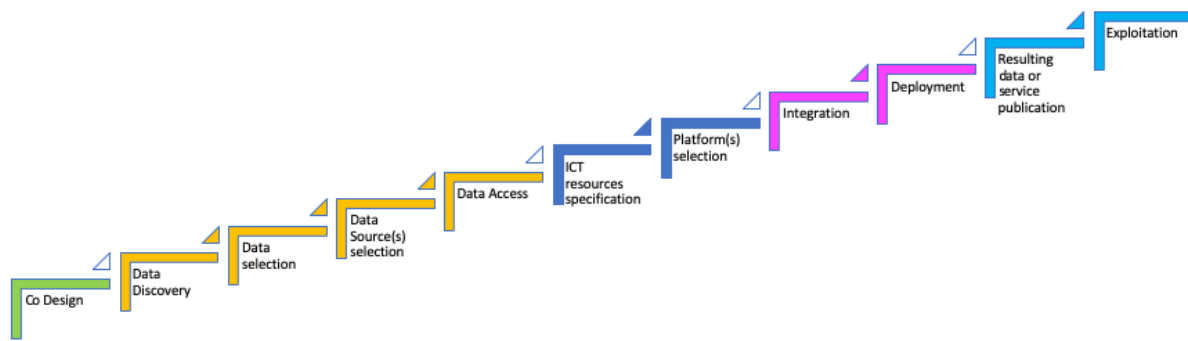 Co Design
Data
Discovery
Data
selection
Data
Source(s)
selection
Data Access
ICT
resources
specification
Platform(s)
selection
Integration
Deployment
Resulting
data or
service
publication
Exploitation